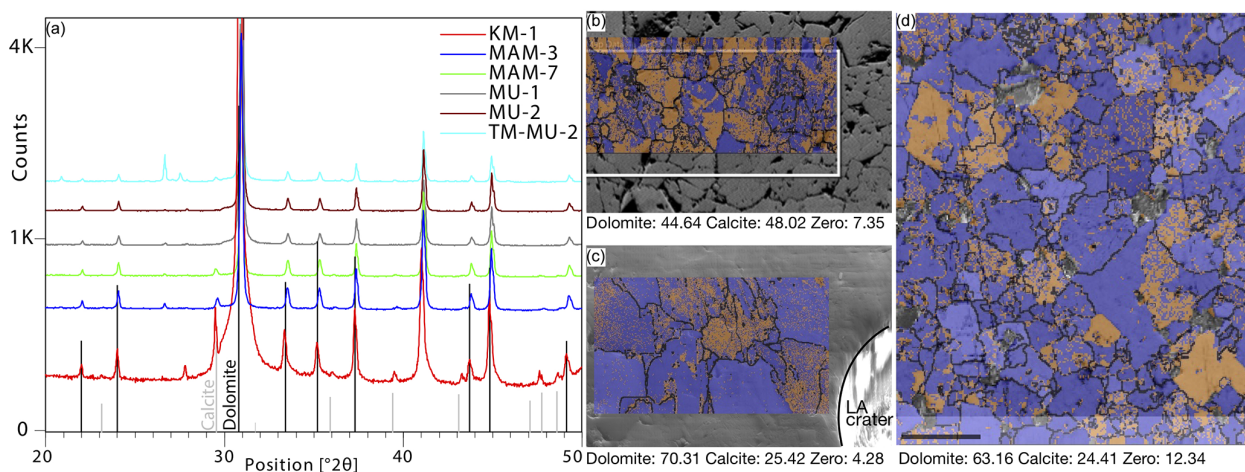 (a)
4K
1K
0
Counts
KM-1
MAM-3
MAM-7
MU-1
MU-2
TM-MU-2
Calcite
Dolomite
20
30
40
50
Position [°2θ]
(b)
Dolomite: 44.64 Calcite: 48.02 Zero: 7.35
(c)
LA
crater
Dolomite: 70.31 Calcite: 25.42 Zero: 4.28
(d)
Dolomite: 63.16 Calcite: 24.41 Zero: 12.34